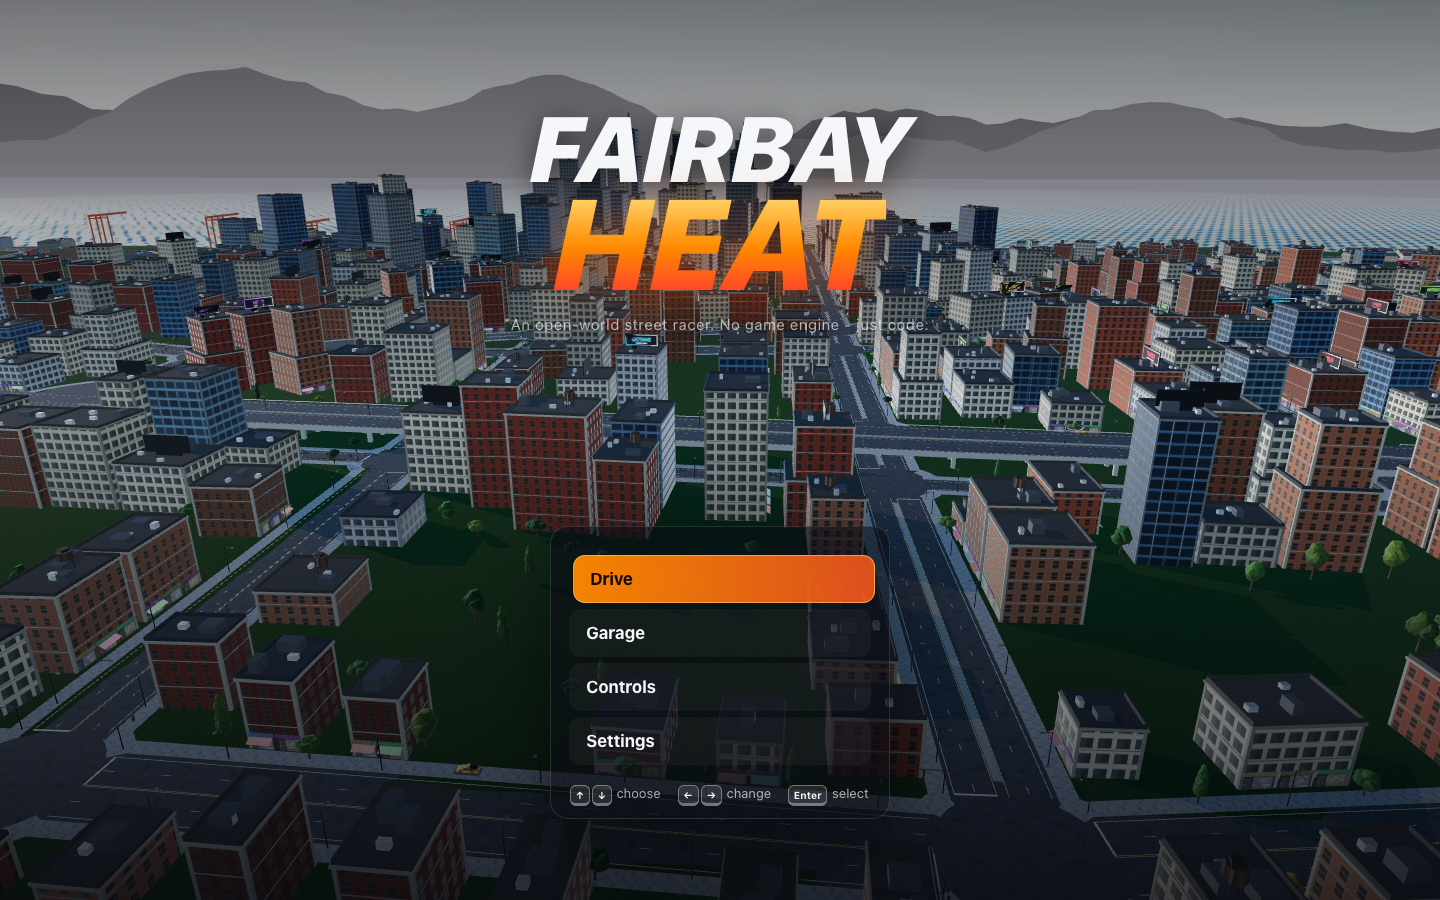 FAIRBAY
HEAT
An open-world street racer. No game engine just code.
Drive
Garage
Controls
Settings
↑ ↓ choose ← → change Enter select